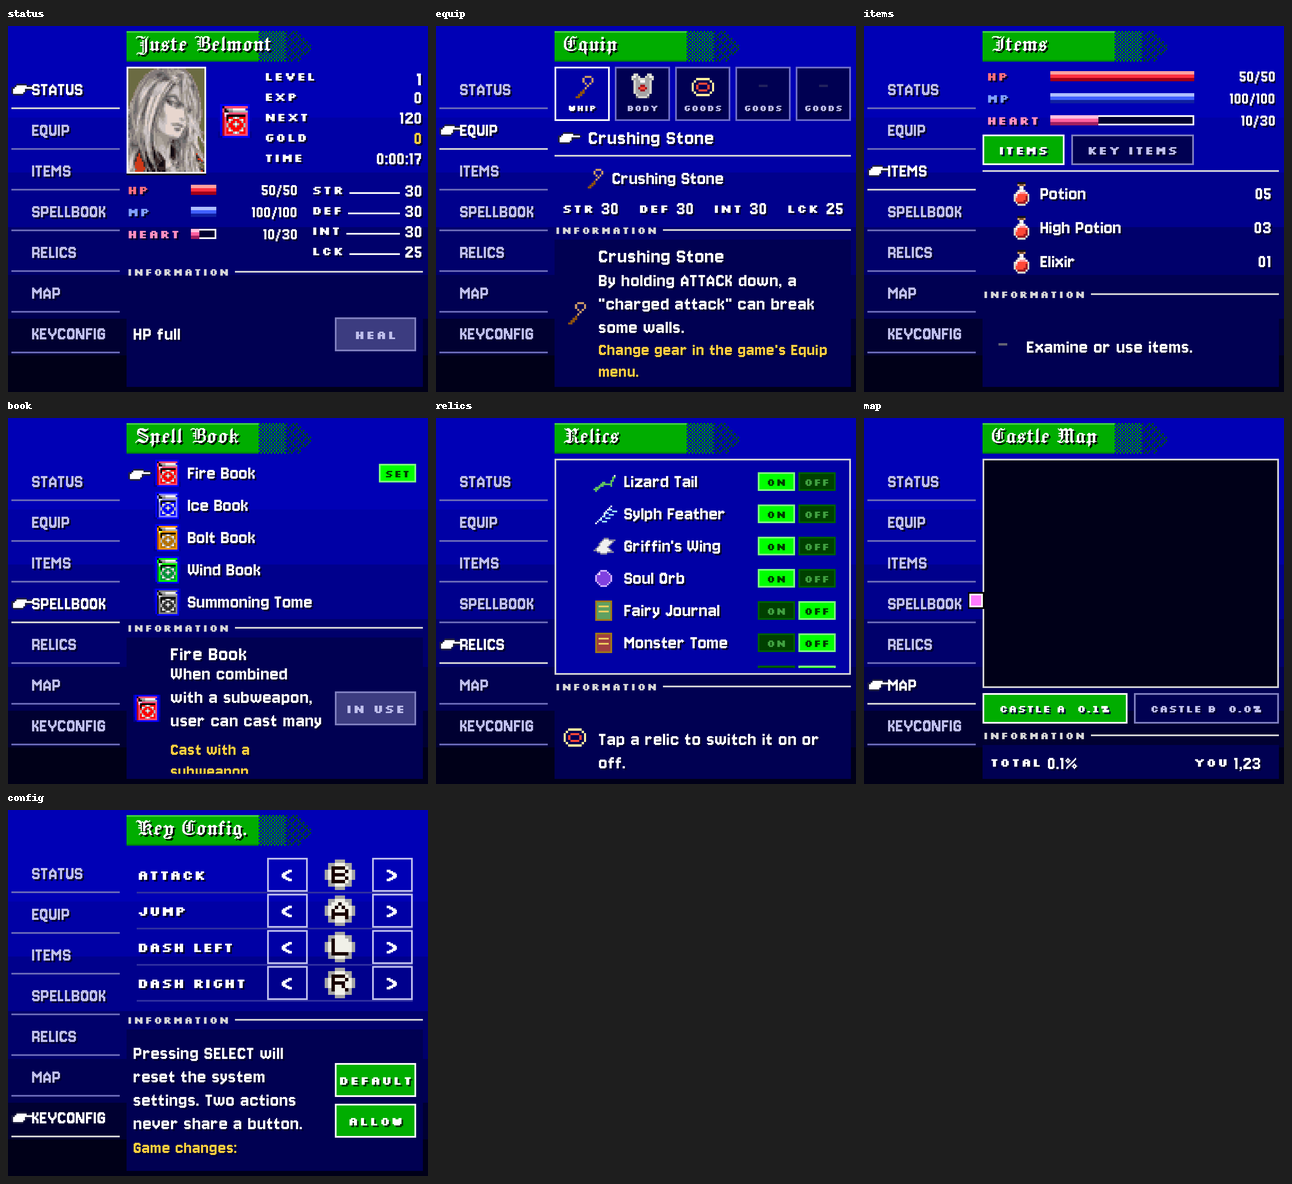 status
Juste Belmont
STATUS
EQUIP
ITEMS
SPELLBOOK
RELICS
MAP
KEYCONFIG
LEVEL 1
EXP 0
NEXT 120
GOLD 0
TIME 0:00:17
HP 50/50
MP 100/100
HEART 10/30
STR 30
DEF 30
INT 30
LCK 25
INFORMATION
HP full
HEAL
equip
Equip
STATUS
EQUIP
ITEMS
SPELLBOOK
RELICS
MAP
KEYCONFIG
WHIP BODY GOODS GOODS GOODS
Crushing Stone
Crushing Stone
STR 30 DEF 30 INT 30 LCK 25
INFORMATION
Crushing Stone
By holding ATTACK down, a
"charged attack" can break
some walls.
Change gear in the game's Equip
menu.
items
Items
STATUS
EQUIP
ITEMS
SPELLBOOK
RELICS
MAP
KEYCONFIG
HP 50/50
MP 100/100
HEART 10/30
ITEMS KEY ITEMS
Potion 05
High Potion 03
Elixir 01
INFORMATION
Examine or use items.
book
Spell Book
STATUS
EQUIP
ITEMS
SPELLBOOK
RELICS
MAP
KEYCONFIG
Fire Book SET
Ice Book
Bolt Book
Wind Book
Summoning Tome
INFORMATION
Fire Book
When combined
with a subweapon,
user can cast many
IN USE
Cast with a
subweapon
relics
Relics
STATUS
EQUIP
ITEMS
SPELLBOOK
RELICS
MAP
KEYCONFIG
Lizard Tail ON OFF
Sylph Feather ON OFF
Griffin's Wing ON OFF
Soul Orb ON OFF
Fairy Journal ON OFF
Monster Tome ON OFF
INFORMATION
Tap a relic to switch it on or
off.
map
Castle Map
STATUS
EQUIP
ITEMS
SPELLBOOK
RELICS
MAP
KEYCONFIG
CASTLE A 0.1% CASTLE B 0.0%
INFORMATION
TOTAL 0.1% YOU 1,23
config
Key Config.
STATUS
EQUIP
ITEMS
SPELLBOOK
RELICS
MAP
KEYCONFIG
ATTACK < B >
JUMP < A >
DASH LEFT < L >
DASH RIGHT < R >
INFORMATION
Pressing SELECT will
reset the system
settings. Two actions
never share a button.
Game changes:
DEFAULT
ALLOW